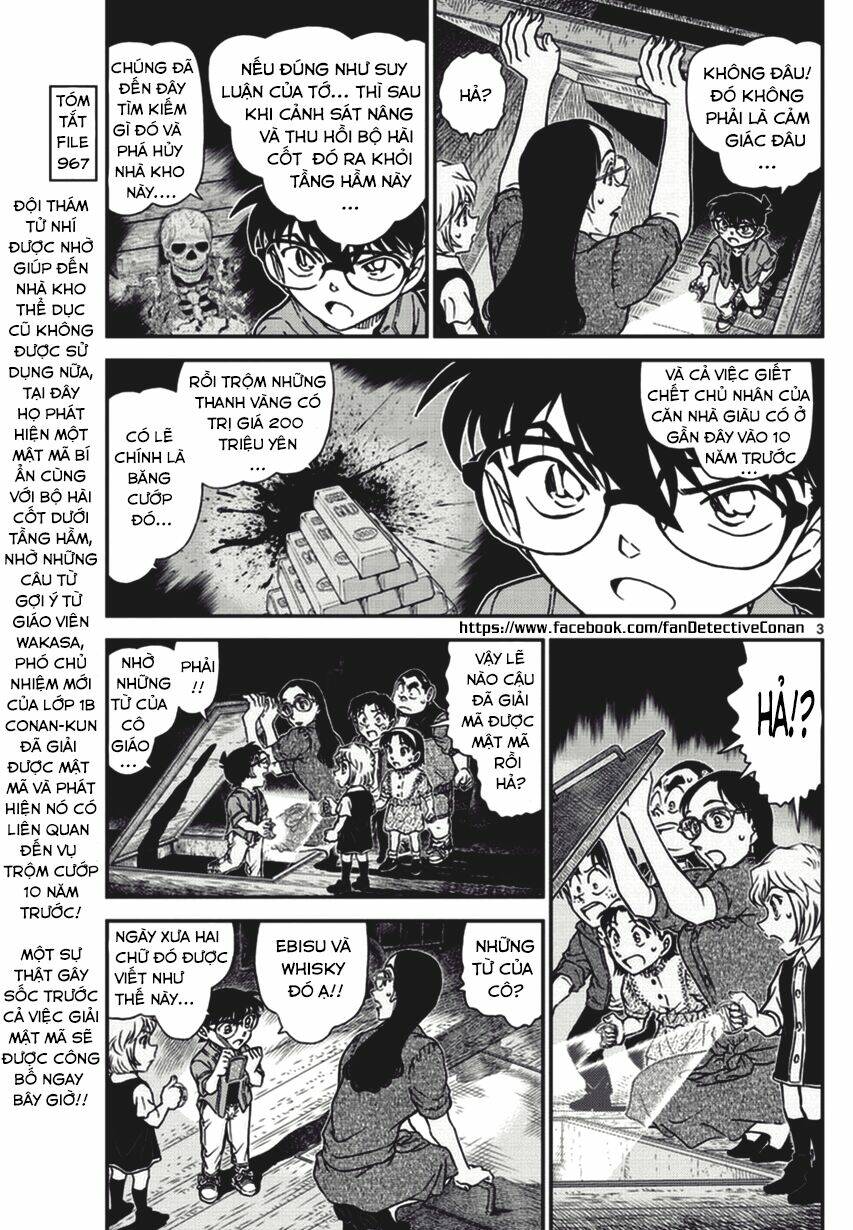 KHÔNG ĐÂU!
ĐÓ KHÔNG
PHẢI LÀ CẢM
GIÁC ĐÂU
...
HẢ?
NẾU ĐÚNG NHƯ SUY
LUẬN CỦA TỚ... THÌ SAU
KHI CẢNH SÁT NÂNG
VÀ THU HỒI BỘ HÀI
CỐT ĐÓ RA KHỎI
TẦNG HẦM NÀY
...
CHÚNG ĐÃ
ĐẾN ĐÂY
TÌM KIẾM
GÌ ĐÓ VÀ
PHÁ HỦY
NHÀ KHO
NÀY....
TÓM
TẮT
FILE
967
ĐỘI THÁM
TỬ NHÍ
ĐƯỢC NHỜ
GIÚP ĐẾN
NHÀ KHO
THỂ DỤC
CŨ KHÔNG
ĐƯỢC SỬ
DỤNG NỮA,
TẠI ĐÂY
HỌ PHÁT
HIỆN MỘT
MẬT MÃ BÍ
ẨN CÙNG
VỚI BỘ HÀI
CỐT DƯỚI
TẦNG HẦM,
NHỜ NHỮNG
CÂU TỪ
GỢI Ý TỪ
GIÁO VIÊN
WAKASA,
PHÓ CHỦ
NHIỆM MỚI
CỦA LỚP 1B
CONAN-KUN
ĐÃ GIẢI
ĐƯỢC MẬT
MÃ VÀ PHÁT
HIỆN NÓ CÓ
LIÊN QUAN
ĐẾN VỤ
TRỘM CƯỚP
10 NĂM
TRƯỚC!
MỘT SỰ
THẬT GÂY
SỐC TRƯỚC
CẢ VIỆC GIẢI
MẬT MÃ SẼ
ĐƯỢC CÔNG
BỐ NGAY
BÂY GIỜ!!
VÀ CẢ VIỆC GIẾT
CHẾT CHỦ NHÂN CỦA
CĂN NHÀ GIÀU CÓ Ở
GẦN ĐÂY VÀO 10
NĂM TRƯỚC
...
RỒI TRỘM NHỮNG
THANH VÀNG CÓ
TRỊ GIÁ 200
TRIỆU YÊN
...
CÓ LẼ
CHÍNH LÀ
BĂNG
CƯỚP
ĐÓ...
https://www.facebook.com/fanDetectiveConan 3
HẢ!?
VẬY LẼ
NÀO CẬU
ĐÃ GIẢI
MÃ ĐƯỢC
MẬT MÃ
RỒI
HẢ?
PHẢI
!!
NHỜ
NHỮNG
TỪ CỦA
CÔ
GIÁO...
NHỮNG
TỪ CỦA
CÔ?
EBISU VÀ
WHISKY
ĐÓ Ạ!!
NGÀY XƯA HAI
CHỮ ĐÓ ĐƯỢC
VIẾT NHƯ
THẾ NÀY...